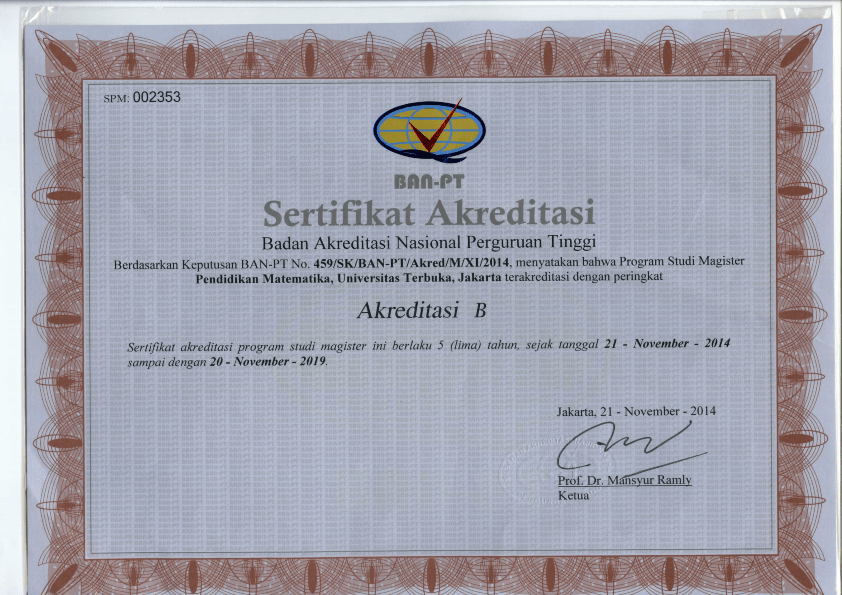 SPM: 002353
BAN-PT
Sertifikat Akreditasi
Badan Akreditasi Nasional Perguruan Tinggi
Berdasarkan Keputusan BAN-PT No. 459/SK/BAN-PT/Akred/M/XI/2014, menyatakan bahwa Program Studi Magister
Pendidikan Matematika, Universitas Terbuka, Jakarta terakreditasi dengan peringkat
Akreditasi B
Sertifikat akreditasi program studi magister ini berlaku 5 (lima) tahun, sejak tanggal 21 - November - 2014
sampai dengan 20 - November - 2019.
Jakarta, 21 - November - 2014
Prof. Dr. Mansyur Ramly
Ketua